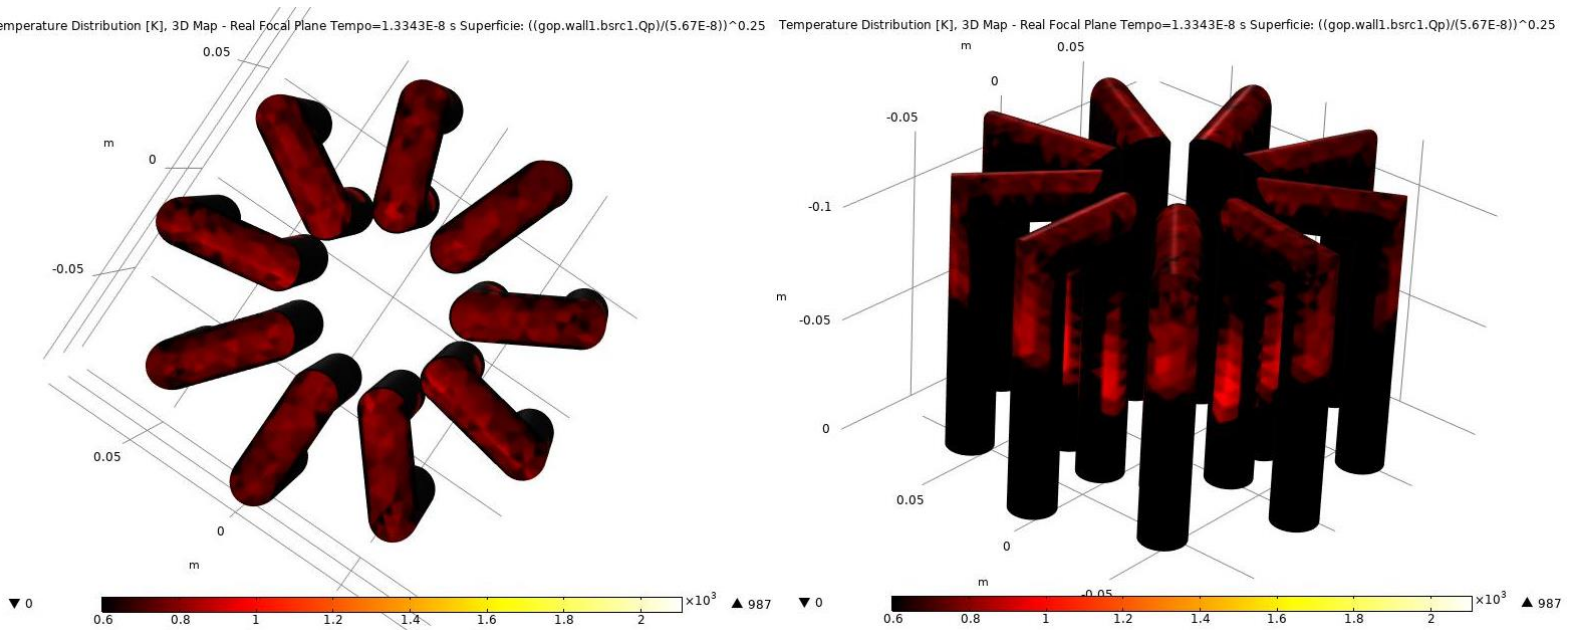 emperature Distribution [K], 3D Map - Real Focal Plane Tempo=1.3343E-8 s Superficie: ((gop.wall1.bsrc1.Qp)/(5.67E-8))^0.25
0.05
m
0
-0.05
0.05
0
m
▼ 0
0.6 0.8 1 1.2 1.4 1.6 1.8 2
×10³
▲ 987
Temperature Distribution [K], 3D Map - Real Focal Plane Tempo=1.3343E-8 s Superficie: ((gop.wall1.bsrc1.Qp)/(5.67E-8))^0.25
m
0.05
0
-0.05
-0.1
m
-0.05
0
0.05
0
m
-0.05
▼ 0
0.6 0.8 1 1.2 1.4 1.6 1.8 2
×10³
▲ 987